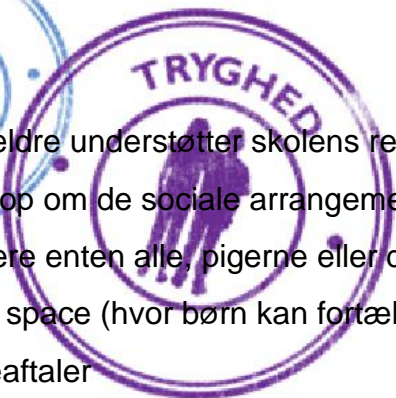 TRYGHED
ældre understøtter skolens re
op om de sociale arrangeme
ere enten alle, pigerne eller d
space (hvor børn kan fortæl
eaftaler